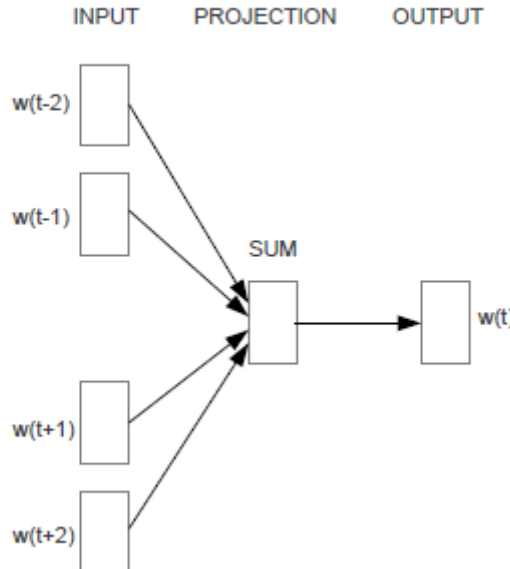 INPUT PROJECTION OUTPUT
w(t-2)
w(t-1)
SUM
w(t)
w(t+1)
w(t+2)